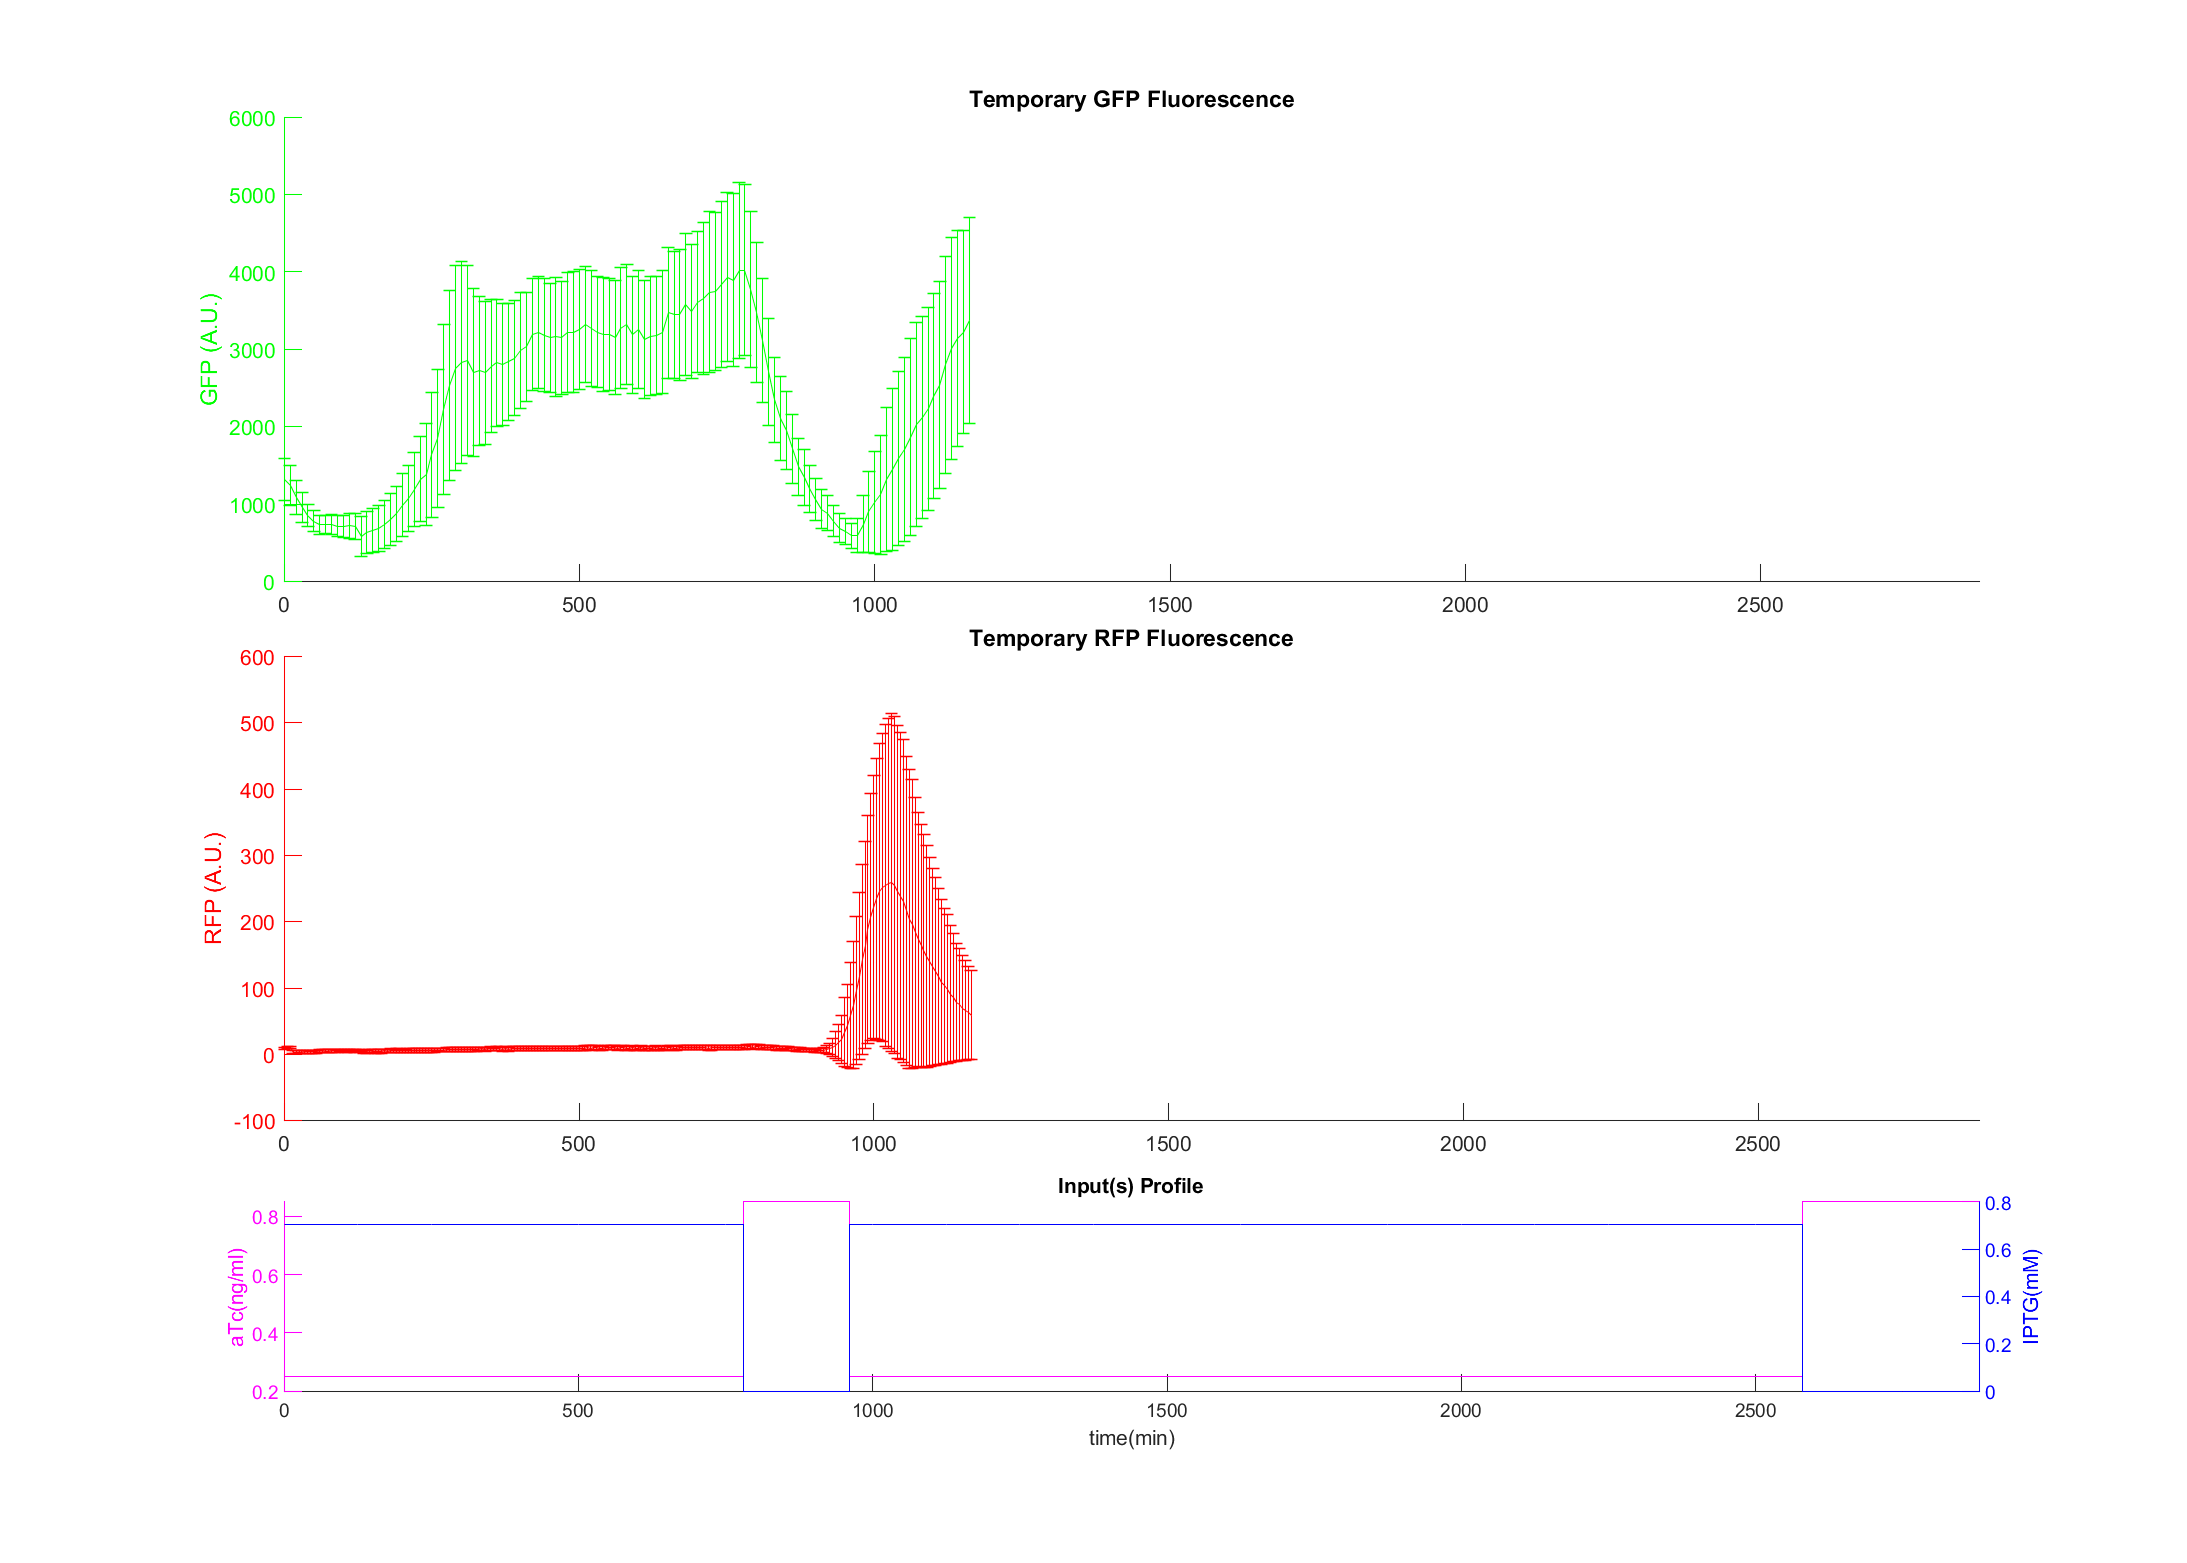 Temporary GFP Fluorescence
6000
5000
4000
3000
2000
1000
0
GFP (A.U.)
0 500 1000 1500 2000 2500
Temporary RFP Fluorescence
600
500
400
300
200
100
0
-100
RFP (A.U.)
0 500 1000 1500 2000 2500
Input(s) Profile
0.8
0.6
0.4
0.2
aTc(ng/ml)
0.8
0.6
0.4
0.2
0
IPTG(mM)
0 500 1000 1500 2000 2500
time(min)